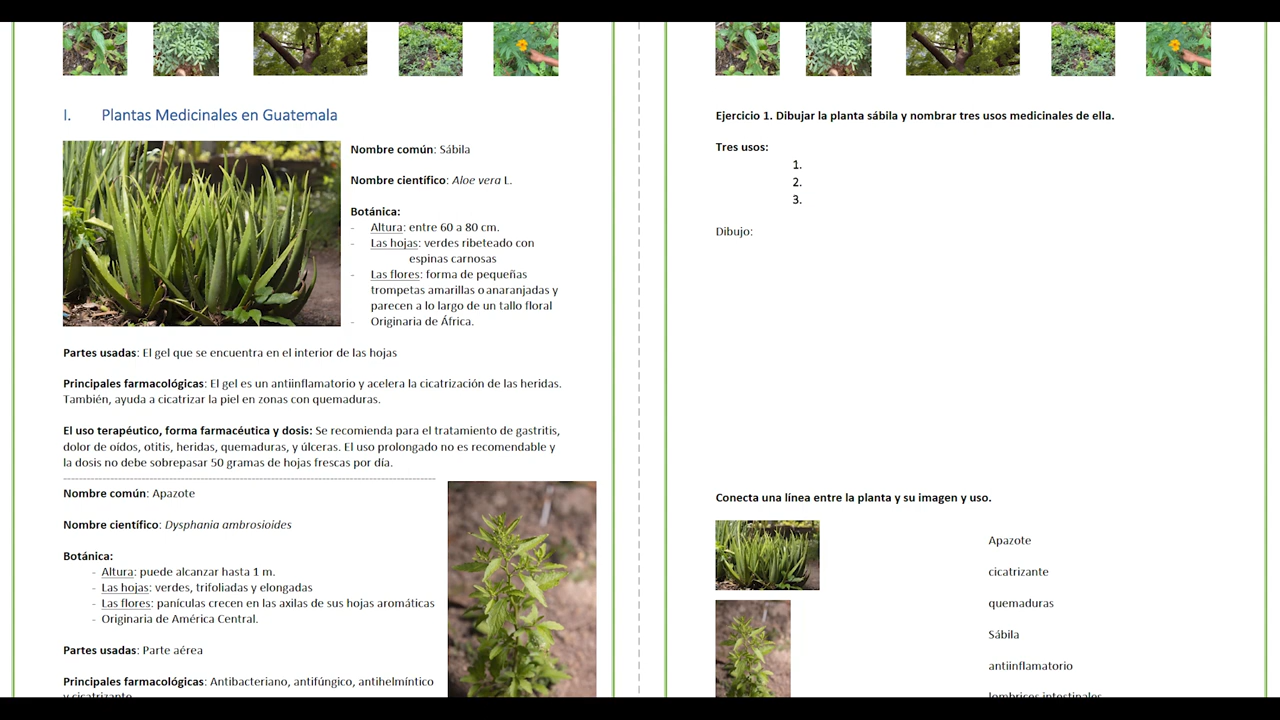 I. Plantas Medicinales en Guatemala
Nombre común: Sábila
Nombre científico: Aloe vera L.
Botánica:
- Altura: entre 60 a 80 cm.
- Las hojas: verdes ribeteado con
espinas carnosas
- Las flores: forma de pequeñas
trompetas amarillas o anaranjadas y
parecen a lo largo de un tallo floral
- Originaria de África.
Partes usadas: El gel que se encuentra en el interior de las hojas
Principales farmacológicas: El gel es un antiinflamatorio y acelera la cicatrización de las heridas.
También, ayuda a cicatrizar la piel en zonas con quemaduras.
El uso terapéutico, forma farmacéutica y dosis: Se recomienda para el tratamiento de gastritis,
dolor de oídos, otitis, heridas, quemaduras, y úlceras. El uso prolongado no es recomendable y
la dosis no debe sobrepasar 50 gramas de hojas frescas por día.
Nombre común: Apazote
Nombre científico: Dysphania ambrosioides
Botánica:
- Altura: puede alcanzar hasta 1 m.
- Las hojas: verdes, trifoliadas y elongadas
- Las flores: panículas crecen en las axilas de sus hojas aromáticas
- Originaria de América Central.
Partes usadas: Parte aérea
Principales farmacológicas: Antibacteriano, antifúngico, antihelmíntico
y cicatrizante
Ejercicio 1. Dibujar la planta sábila y nombrar tres usos medicinales de ella.
Tres usos:
1.
2.
3.
Dibujo:
Conecta una línea entre la planta y su imagen y uso.
Apazote
cicatrizante
quemaduras
Sábila
antiinflamatorio
lombrices intestinales